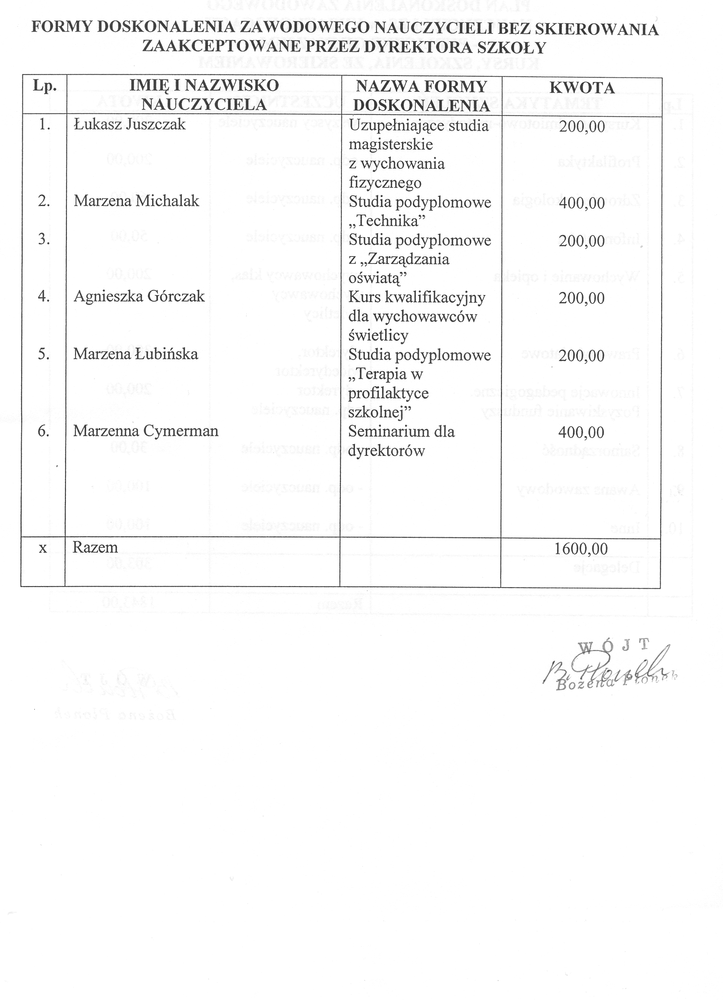 FORMY DOSKONALENIA ZAWODOWEGO NAUCZYCIELI BEZ SKIEROWANIA
ZAAKCEPTOWANE PRZEZ DYREKTORA SZKOŁY
Lp. IMIĘ I NAZWISKO NAZWA FORMY KWOTA
NAUCZYCIELA DOSKONALENIA
1. Łukasz Juszczak Uzupełniające studia 200,00
magisterskie
z wychowania
fizycznego
2. Marzena Michalak Studia podyplomowe 400,00
„Technika”
3. Studia podyplomowe 200,00
z „Zarządzania
oświatą”
4. Agnieszka Górczak Kurs kwalifikacyjny 200,00
dla wychowawców
świetlicy
5. Marzena Łubińska Studia podyplomowe 200,00
„Terapia w
profilaktyce
szkolnej”
6. Marzenna Cymerman Seminarium dla 400,00
dyrektorów
x Razem 1600,00
WÓJT
Bożena Płonek